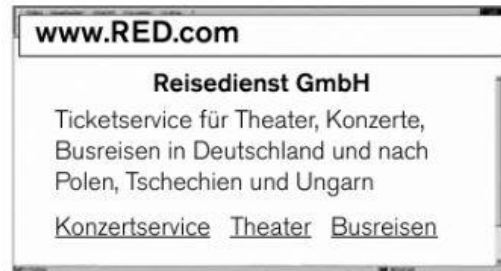 www.RED.com
Reisedienst GmbH
Ticketservice für Theater, Konzerte,
Busreisen in Deutschland und nach
Polen, Tschechien und Ungarn
Konzertservice Theater Busreisen